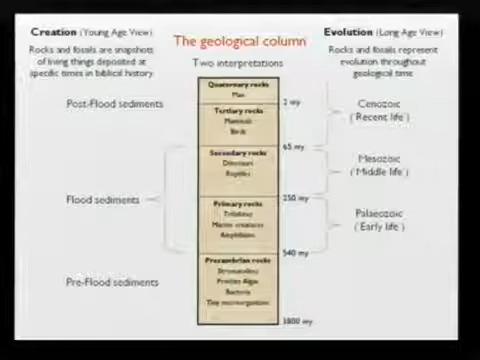 Creation (Young Age View)
Rocks and fossils are snapshots
of living things deposited at
specific times in biblical history
The geological column
Two interpretations
Evolution (Long Age View)
Rocks and fossils represent
evolution throughout
geological time
Post-Flood sediments
Flood sediments
Pre-Flood sediments
Quaternary rocks
Man
2 my
Tertiary rocks
Mammals
Birds
65 my
Secondary rocks
Dinosaurs
Reptiles
250 my
Primary rocks
Trilobites
Marine creatures
Amphibians
540 my
Precambrian rocks
Stromatolites
Protists Algae
Bacteria
Tiny microorganisms
3800 my
Cenozoic
( Recent life )
Mesozoic
( Middle life )
Palaeozoic
( Early life )